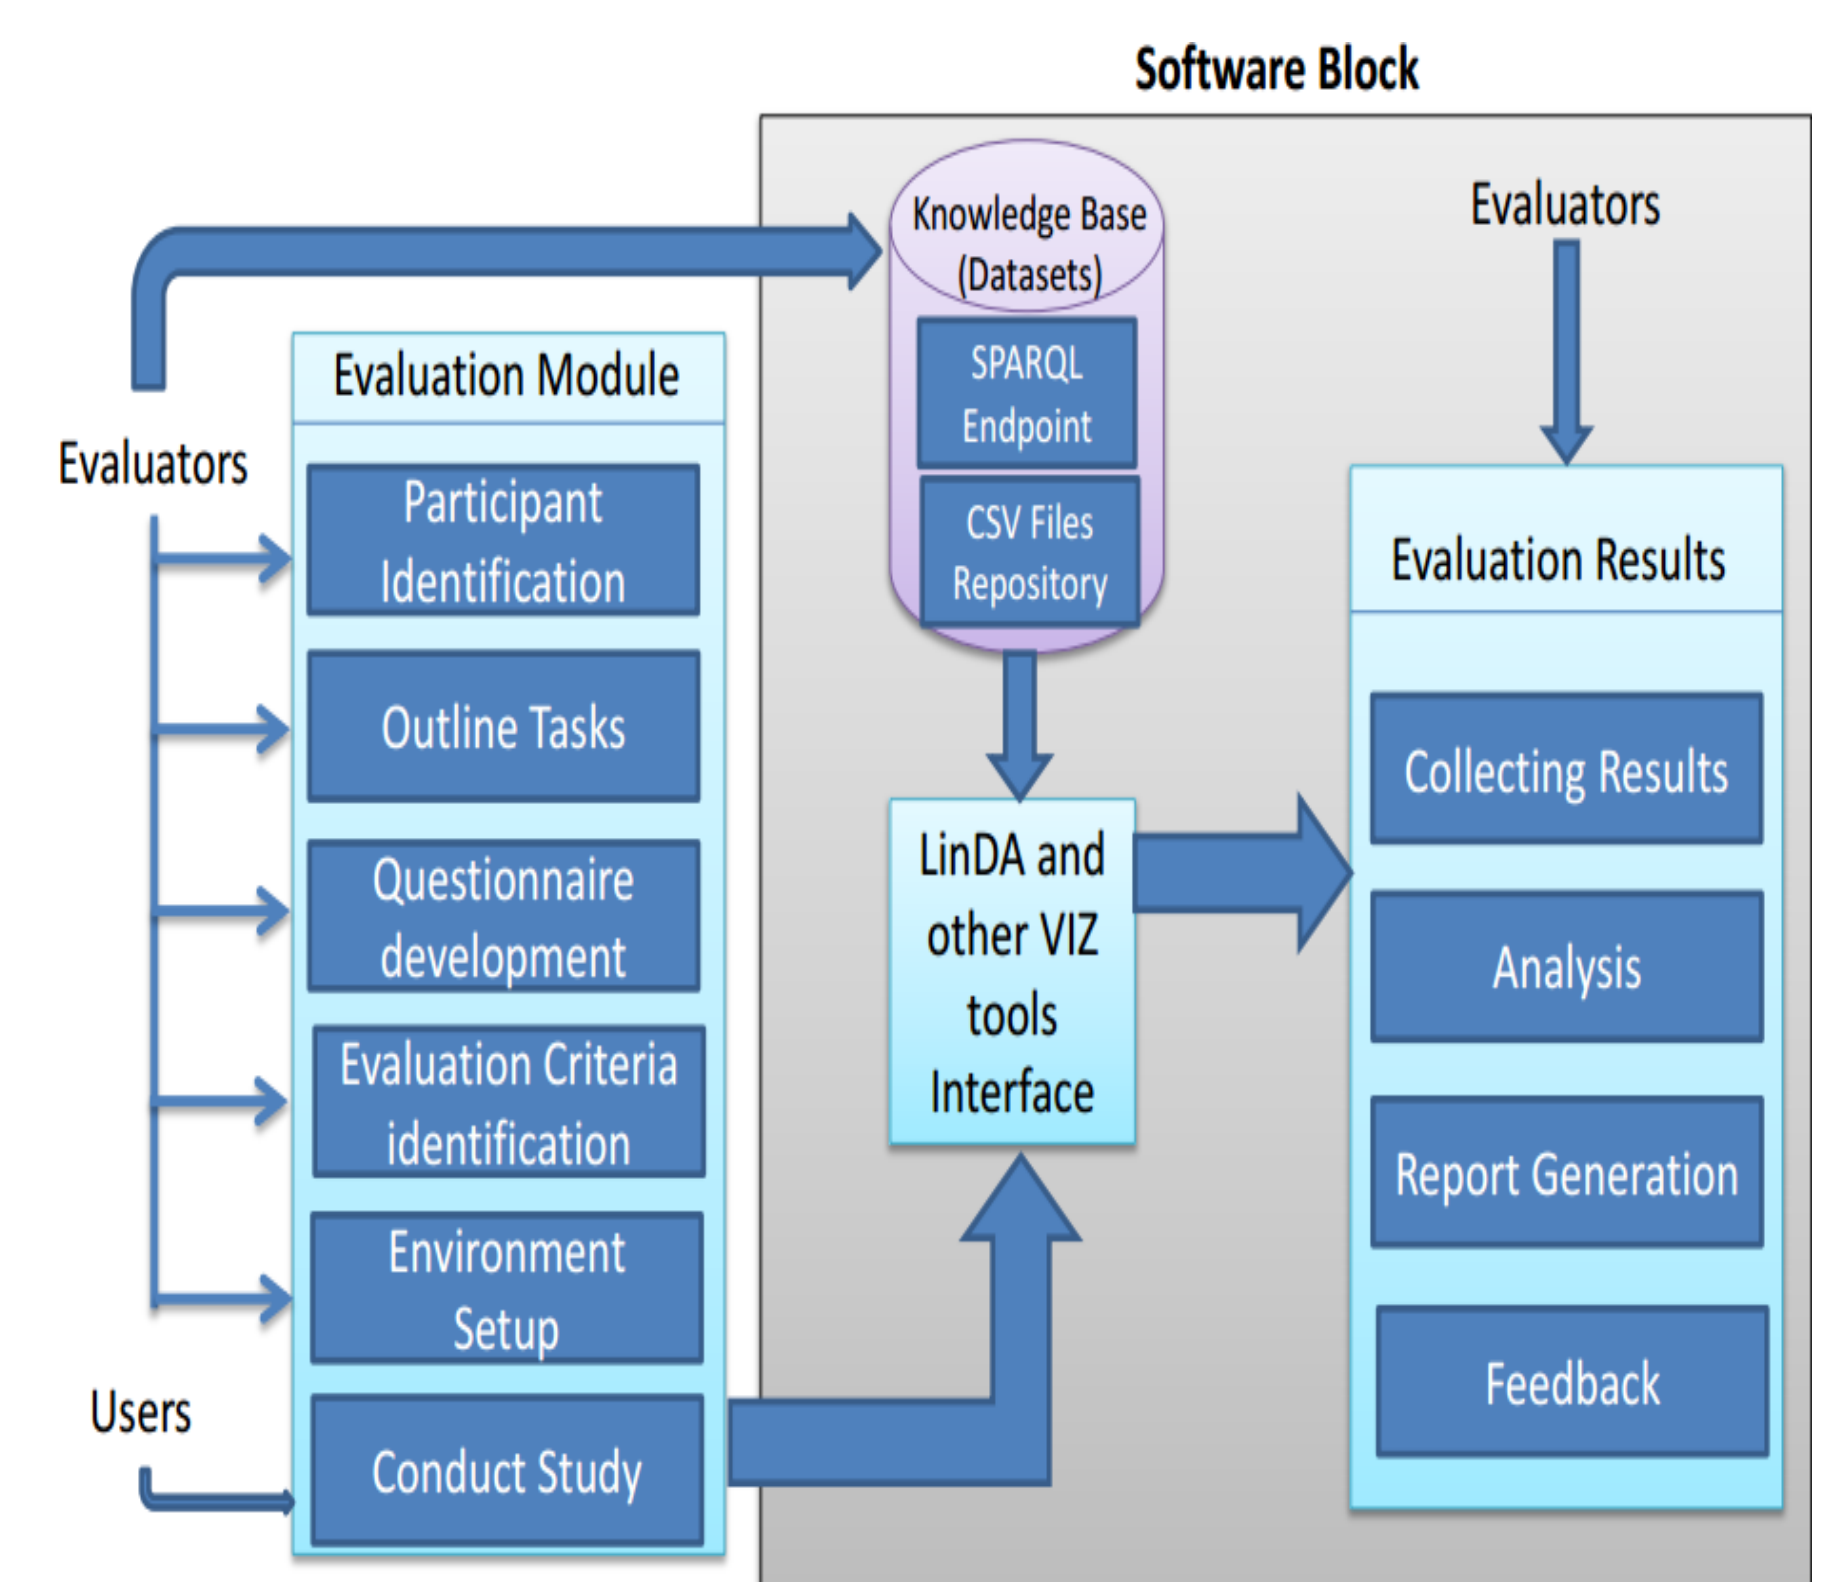 Software Block
Evaluators
Evaluation Module
Participant
Identification
Outline Tasks
Questionnaire
development
Evaluation Criteria
identification
Environment
Setup
Users
Conduct Study
Knowledge Base
(Datasets)
SPARQL
Endpoint
CSV Files
Repository
LinDA and
other VIZ
tools
Interface
Evaluators
Evaluation Results
Collecting Results
Analysis
Report Generation
Feedback